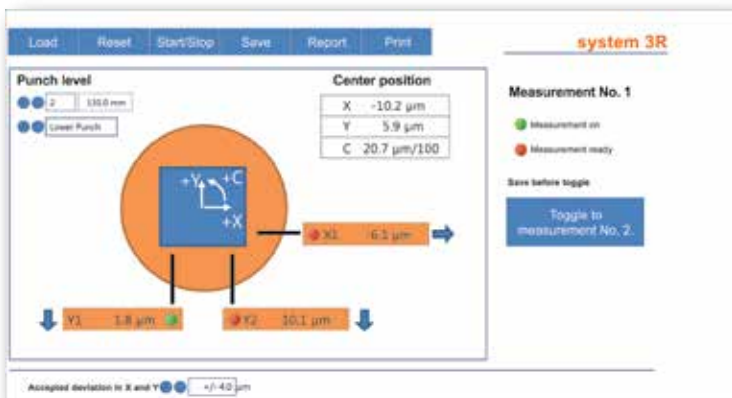 Load Reset Start/Stop Save Report Print
system 3R
Punch level
2 130.0 mm
Lower Punch
Center position
X -10.2 µm
Y 5.9 µm
C 20.7 µm/100
Measurement No. 1
Measurement on
Measurement ready
Save before toggle
Toggle to
measurement No. 2.
+Y +C
+X
X1 6.1 µm
Y1 1.8 µm
Y2 10.1 µm
Accepted deviation in X and Y +/- 4.0 µm